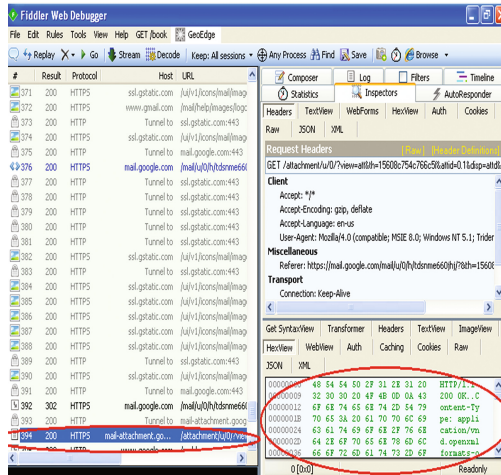 Fiddler Web Debugger
File Edit Rules Tools View Help GET /book GeoEdge
Replay X Go Stream Decode Keep: All sessions Any Process Find Save Browse
# Result Protocol Host URL
371 200 HTTPS ssl.gstatic.com /ui/v1/icons/mail/imag
372 200 HTTPS www.gmail.com /mail/help/images/logo
373 200 HTTP Tunnel to ssl.gstatic.com:443
374 200 HTTPS ssl.gstatic.com /ui/v1/icons/mail/imag
375 200 HTTP Tunnel to mail.google.com:443
376 200 HTTPS mail.google.com /mail/u/0/h/tdsnme66
377 200 HTTP Tunnel to ssl.gstatic.com:443
378 200 HTTP Tunnel to ssl.gstatic.com:443
379 200 HTTP Tunnel to ssl.gstatic.com:443
380 200 HTTP Tunnel to ssl.gstatic.com:443
381 200 HTTP Tunnel to ssl.gstatic.com:443
382 200 HTTPS ssl.gstatic.com /ui/v1/icons/mail/imag
383 200 HTTP Tunnel to ssl.gstatic.com:443
384 200 HTTPS ssl.gstatic.com /ui/v1/icons/mail/imag
385 200 HTTPS ssl.gstatic.com /ui/v1/icons/mail/imag
386 200 HTTPS ssl.gstatic.com /ui/v1/icons/mail/imag
387 200 HTTPS ssl.gstatic.com /ui/v1/icons/mail/imag
388 200 HTTPS ssl.gstatic.com /ui/v1/icons/mail/imag
389 200 HTTP Tunnel to ssl.gstatic.com:443
390 200 HTTPS ssl.gstatic.com /ui/v1/icons/mail/imag
391 200 HTTP Tunnel to mail.google.com:443
392 302 HTTPS mail.google.com /mail/u/0/h/tdsnme66
200 HTTP Tunnel to mail-attachment.goog
394 200 HTTPS mail-attachment.go... /attachment/u/0/?vie
Composer Log Filters Timeline
Statistics Inspectors AutoResponder
Headers TextView WebForms HexView Auth Cookies
Raw JSON XML
Request Headers [Raw] [Header Definitions]
GET /attachment/u/0/?view=att&th=15608c754ac766c5&attid=0.1&disp=attd&
Client
Accept: */*
Accept-Encoding: gzip, deflate
Accept-Language: en-us
User-Agent: Mozilla/4.0 (compatible; MSIE 8.0; Windows NT 5.1; Trident
Miscellaneous
Referer: https://mail.google.com/mail/u/0/h/tdsnme660jhj/?&th=15608
Transport
Connection: Keep-Alive
Get SyntaxView Transformer Headers TextView ImageView
HexView WebView Auth Caching Cookies Raw
JSON XML
00000000 48 54 54 50 2F 31 2E 31 20 HTTP/1.1
00000009 32 30 30 20 4F 4B 0D 0A 43 200 OK..C
00000012 6F 6E 74 65 6E 74 2D 54 79 ontent-Ty
0000001B 70 65 3A 20 61 70 70 6C 69 pe: appli
00000024 63 61 74 69 6F 6E 2F 76 6E cation/vn
0000002D 64 2E 6F 70 65 6E 78 6D 6C d.openxml
00000036 66 6F 72 6D 61 74 73 2D 6F formats-o
0 [0x0] Readonly